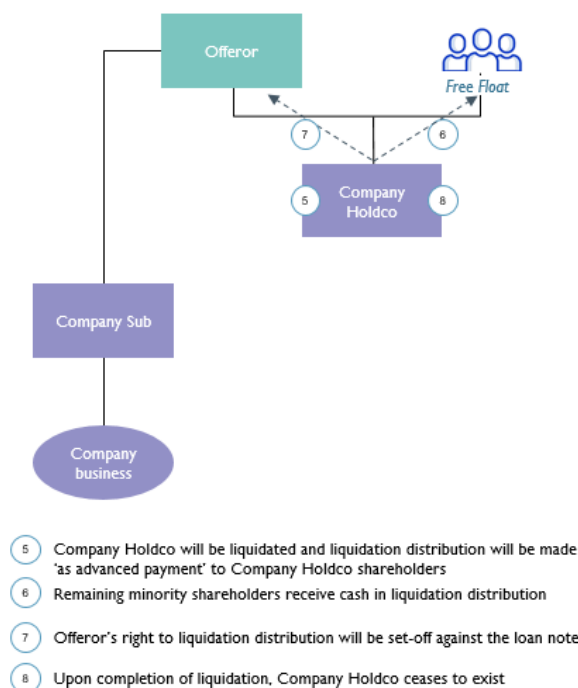 Offeror
Free Float
7
6
5
Company
Holdco
8
Company Sub
Company
business
5 Company Holdco will be liquidated and liquidation distribution will be made
'as advanced payment' to Company Holdco shareholders
6 Remaining minority shareholders receive cash in liquidation distribution
7 Offeror's right to liquidation distribution will be set-off against the loan note
8 Upon completion of liquidation, Company Holdco ceases to exist